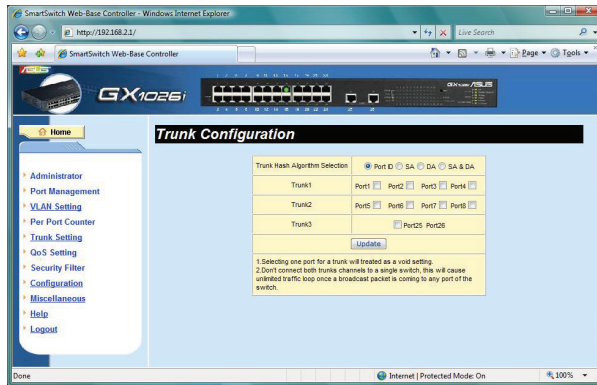 SmartSwitch Web-Base Controller - Windows Internet Explorer
http://192.168.2.1/
Live Search
SmartSwitch Web-Base Controller
Page Tools
GX1026i
Home
Trunk Configuration
Trunk Hash Algorithm Selection Port ID SA DA SA & DA
Trunk1 Port1 Port2 Port3 Port4
Trunk2 Port5 Port6 Port7 Port8
Trunk3 Port25 Port26
Update
1.Selecting one port for a trunk will treated as a void setting.
2.Don't connect both trunks channels to a single switch, this will cause
unlimited traffic loop once a broadcast packet is coming to any port of the
switch.
Administrator
Port Management
VLAN Setting
Per Port Counter
Trunk Setting
QoS Setting
Security Filter
Configuration
Miscellaneous
Help
Logout
Done
Internet | Protected Mode: On
100%